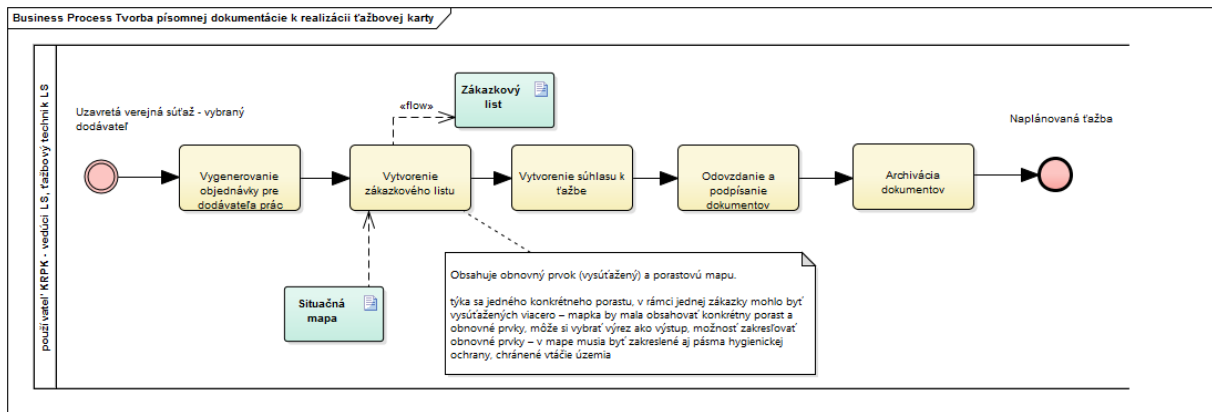 Business Process Tvorba písomnej dokumentácie k realizácii ťažbovej karty
používateľ KRPK - vedúci LS, ťažbový technik LS
Uzavretá verejná súťaž - vybraný
dodávateľ
Vygenerovanie
objednávky pre
dodávateľa prác
Vytvorenie
zákazkového listu
«flow»
Zákazkový
list
Situačná
mapa
Vytvorenie súhlasu k
ťažbe
Odovzdanie a
podpísanie
dokumentov
Archivácia
dokumentov
Naplánovaná ťažba
Obsahuje obnovný prvok (vysúťažený) a porastovú mapu.
týka sa jedného konkrétneho porastu, v rámci jednej zákazky mohlo byť
vysúťažených viacero – mapka by mala obsahovať konkrétny porast a
obnovné prvky, môže si vybrať výrez ako výstup, možnosť zakresľovať
obnovné prvky – v mape musia byť zakreslené aj pásma hygienickej
ochrany, chránené vtáčie územia